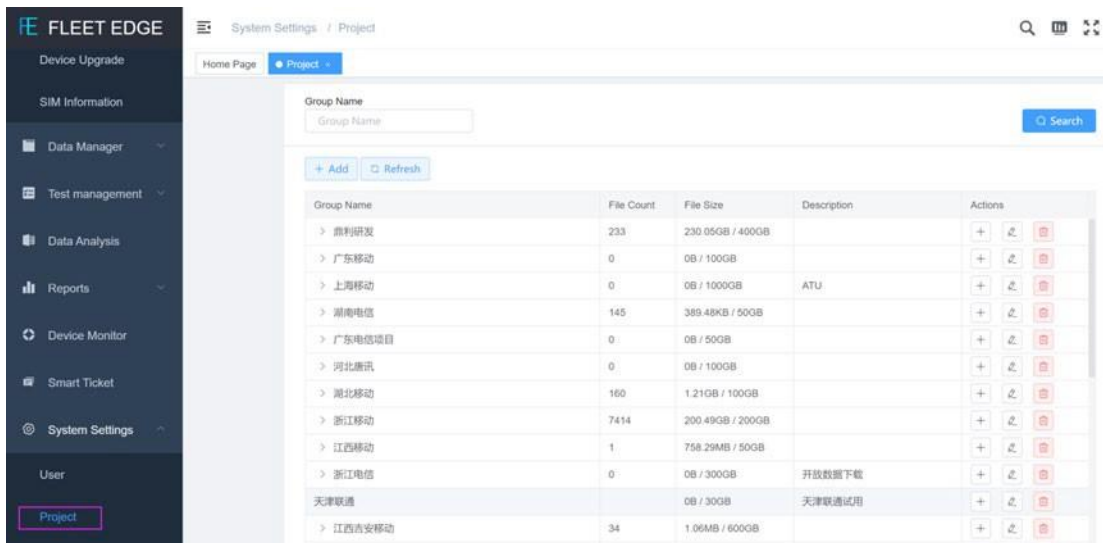 FE FLEET EDGE
Device Upgrade
SIM Information
Data Manager
Test management
Data Analysis
Reports
Device Monitor
Smart Ticket
System Settings
User
Project
System Settings / Project
Home Page Project ×
Group Name
Group Name
Search
+ Add Refresh
Group Name File Count File Size Description Actions
> 鼎利研发 233 230.05GB / 400GB
> 广东移动 0 0B / 100GB
> 上海移动 0 0B / 1000GB ATU
> 湖南电信 145 389.48KB / 50GB
> 广东电信项目 0 0B / 50GB
> 河北唐讯 0 0B / 100GB
> 湖北移动 160 1.21GB / 100GB
> 浙江移动 7414 200.49GB / 200GB
> 江西移动 1 758.29MB / 50GB
> 浙江电信 0 0B / 300GB 开放数据下载
天津联通 0B / 30GB 天津联通试用
> 江西吉安移动 34 1.06MB / 600GB